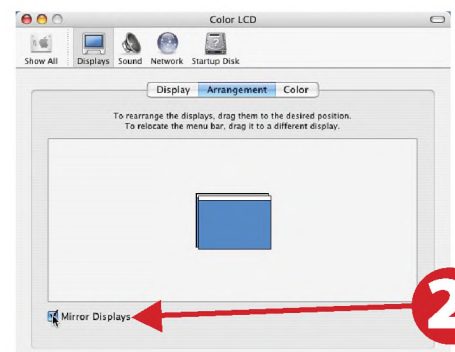 Color LCD
Show All Displays Sound Network Startup Disk
Display Arrangement Color
To rearrange the displays, drag them to the desired position.
To relocate the menu bar, drag it to a different display.
Mirror Displays
2